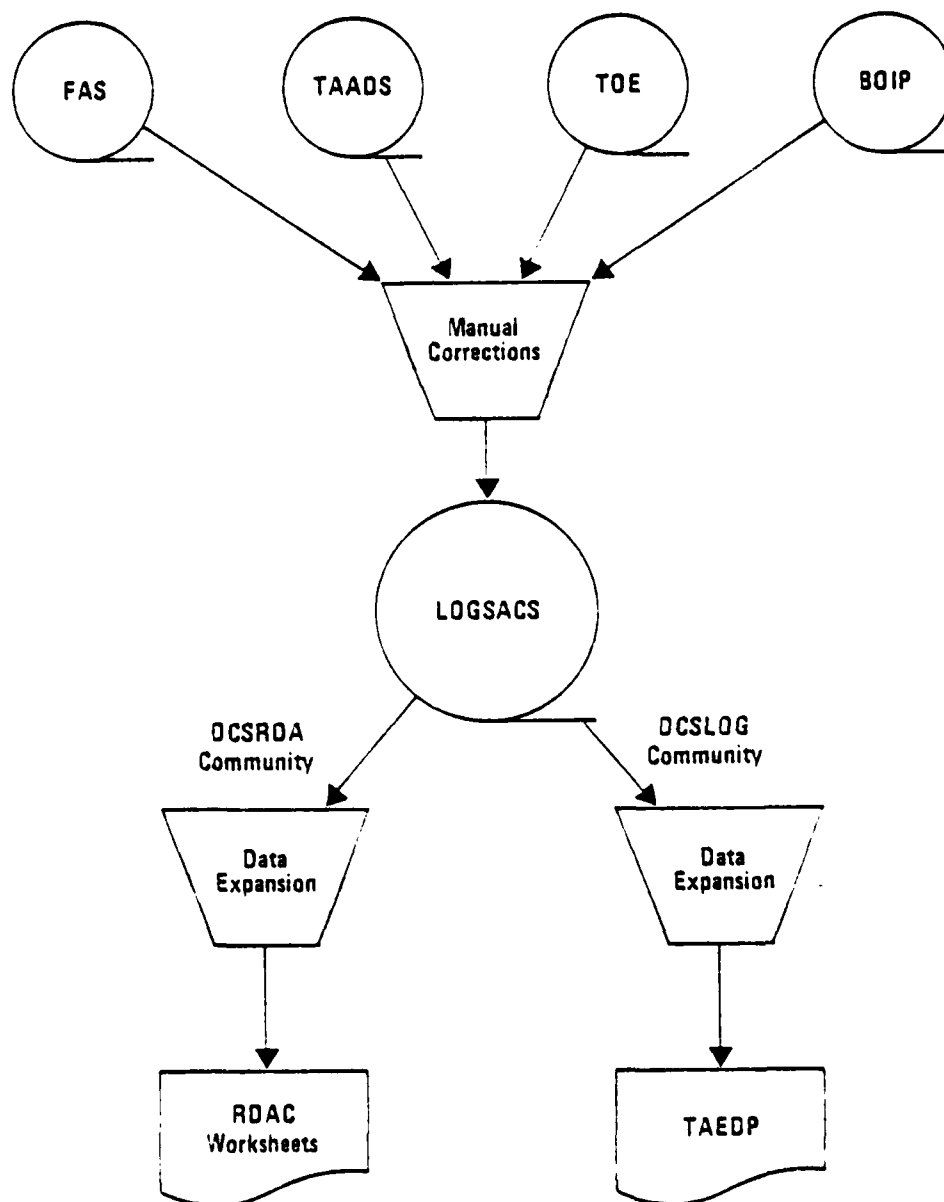 FAS
TAADS
TOE
BOIP
Manual
Corrections
LOGSACS
DCSRDA
Community
DCSLOG
Community
Data
Expansion
Data
Expansion
RDAC
Worksheets
TAEDP